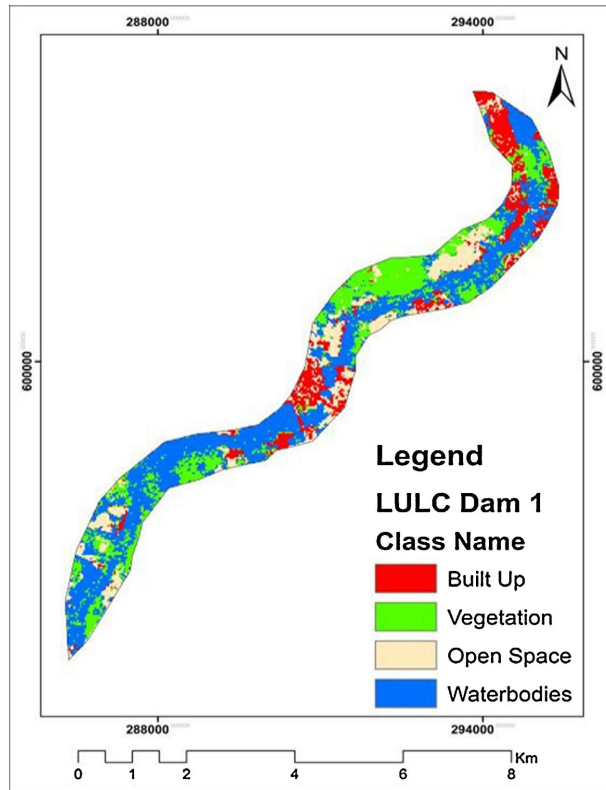 288000 294000
N
600000 600000
Legend
LULC Dam 1
Class Name
Built Up
Vegetation
Open Space
Waterbodies
288000 294000
Km
0 1 2 4 6 8